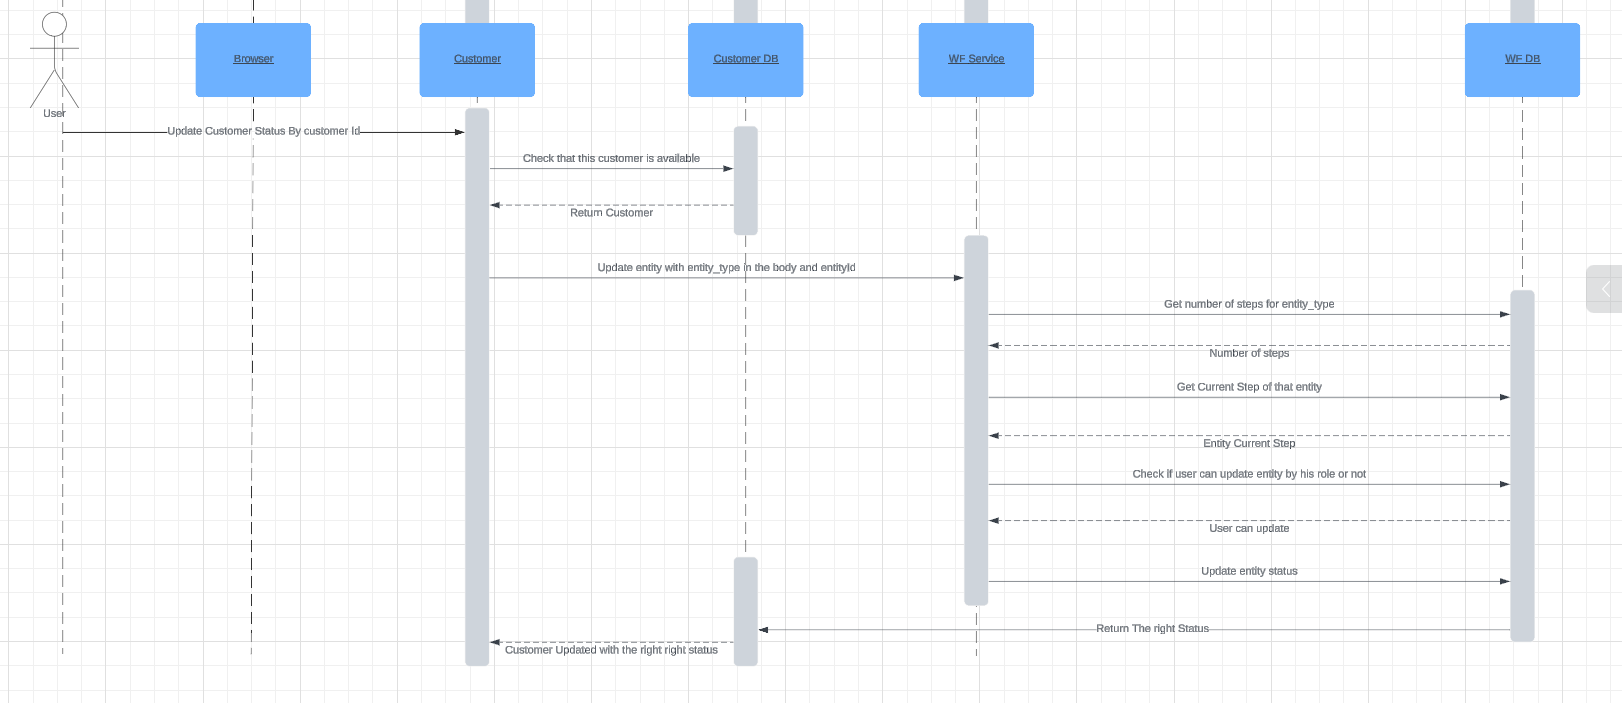 Browser
Customer
Customer DB
WF Service
WF DB
User
Update Customer Status By customer Id
Check that this customer is available
Return Customer
Update entity with entity_type in the body and entityId
Get number of steps for entity_type
Number of steps
Get Current Step of that entity
Entity Current Step
Check if user can update entity by his role or not
User can update
Update entity status
Return The right Status
Customer Updated with the right right status